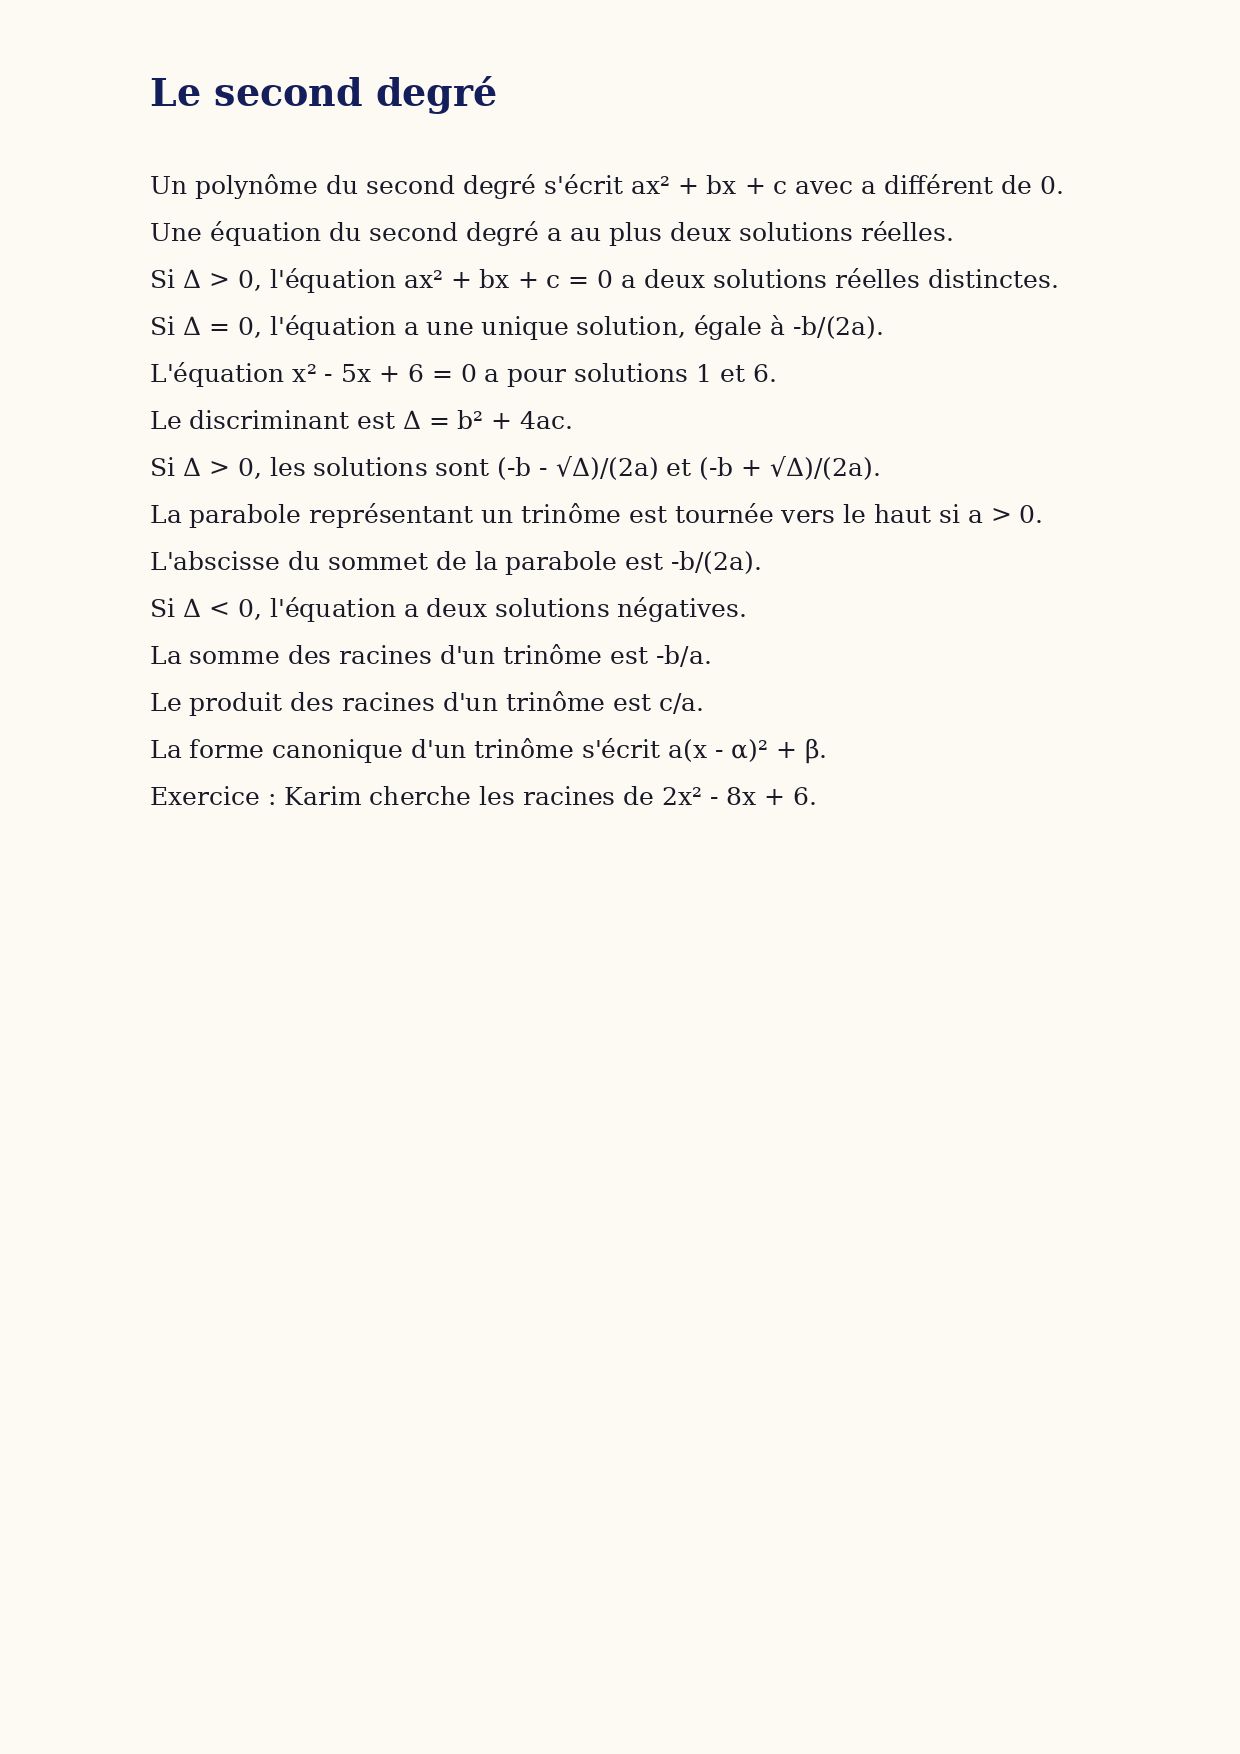 Le second degré
Un polynôme du second degré s'écrit ax² + bx + c avec a différent de 0.
Une équation du second degré a au plus deux solutions réelles.
Si Δ > 0, l'équation ax² + bx + c = 0 a deux solutions réelles distinctes.
Si Δ = 0, l'équation a une unique solution, égale à -b/(2a).
L'équation x² - 5x + 6 = 0 a pour solutions 1 et 6.
Le discriminant est Δ = b² + 4ac.
Si Δ > 0, les solutions sont (-b - √Δ)/(2a) et (-b + √Δ)/(2a).
La parabole représentant un trinôme est tournée vers le haut si a > 0.
L'abscisse du sommet de la parabole est -b/(2a).
Si Δ < 0, l'équation a deux solutions négatives.
La somme des racines d'un trinôme est -b/a.
Le produit des racines d'un trinôme est c/a.
La forme canonique d'un trinôme s'écrit a(x - α)² + β.
Exercice : Karim cherche les racines de 2x² - 8x + 6.